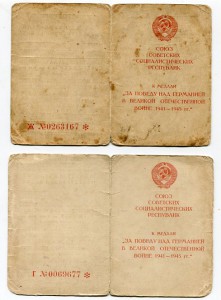 Ж №0263167 *
СОЮЗ
СОВЕТСКИХ
СОЦИАЛИСТИЧЕСКИХ
РЕСПУБЛИК
К МЕДАЛИ
"ЗА ПОБЕДУ НАД ГЕРМАНИЕЙ
В ВЕЛИКОЙ ОТЕЧЕСТВЕННОЙ
ВОЙНЕ 1941–1945 гг."
Г №0069677 *
СОЮЗ
СОВЕТСКИХ
СОЦИАЛИСТИЧЕСКИХ
РЕСПУБЛИК
К МЕДАЛИ
"ЗА ПОБЕДУ НАД ГЕРМАНИЕЙ
В ВЕЛИКОЙ ОТЕЧЕСТВЕННОЙ
ВОЙНЕ 1941–1945 гг."